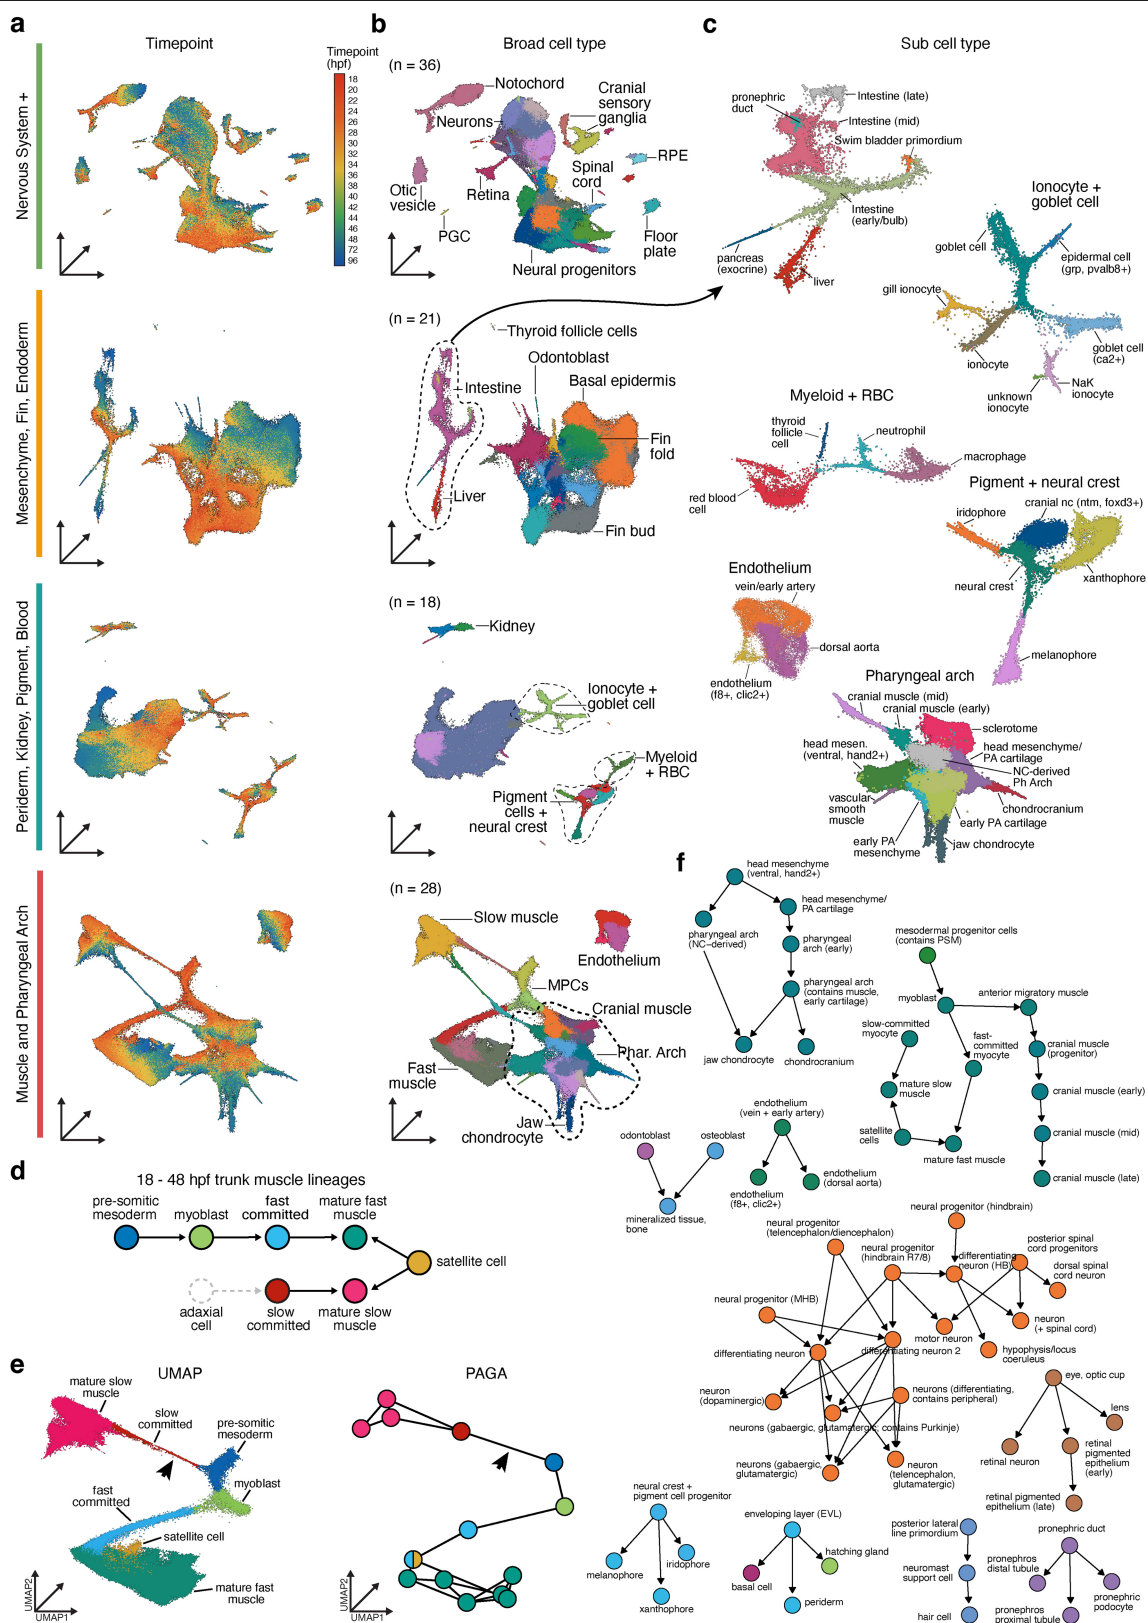 a
Timepoint
Timepoint
(hpf)
18
20
22
24
26
28
30
32
34
36
38
40
42
44
46
48
72
96
Nervous System +
Mesenchyme, Fin, Endoderm
Periderm, Kidney, Pigment, Blood
Muscle and Pharyngeal Arch
b
Broad cell type
(n = 36)
Notochord
Cranial
sensory
ganglia
Neurons
RPE
Spinal
cord
Retina
Otic
vesicle
PGC
Floor
plate
Neural progenitors
(n = 21)
Thyroid follicle cells
Odontoblast
Intestine
Basal epidermis
Fin
fold
Liver
Fin bud
(n = 18)
Kidney
Ionocyte +
goblet cell
Myeloid
+ RBC
Pigment
cells +
neural crest
(n = 28)
Slow muscle
Endothelium
MPCs
Cranial muscle
Phar. Arch
Fast
muscle
Jaw
chondrocyte
c
Sub cell type
pronephric
duct
Intestine (late)
Intestine (mid)
Swim bladder primordium
Intestine
(early/bulb)
pancreas
(exocrine)
liver
Ionocyte +
goblet cell
goblet cell
epidermal cell
(grp, pvalb8+)
gill ionocyte
ionocyte
goblet cell
(ca2+)
unknown
ionocyte
NaK
ionocyte
Myeloid + RBC
thyroid
follicle
cell
neutrophil
macrophage
red blood
cell
Pigment + neural crest
cranial nc (ntm, foxd3+)
iridophore
neural crest
xanthophore
melanophore
Endothelium
vein/early artery
dorsal aorta
endothelium
(f8+, clic2+)
Pharyngeal arch
cranial muscle (mid)
cranial muscle (early)
sclerotome
head mesen.
(ventral, hand2+)
head mesenchyme/
PA cartilage
NC-derived
Ph Arch
vascular
smooth
muscle
chondrocranium
early PA cartilage
early PA
mesenchyme
jaw chondrocyte
d
18 - 48 hpf trunk muscle lineages
pre-somitic
mesoderm
myoblast
fast
committed
mature fast
muscle
satellite cell
adaxial
cell
slow
committed
mature slow
muscle
e
UMAP
mature slow
muscle
slow
committed
pre-somitic
mesoderm
myoblast
fast
committed
satellite cell
mature fast
muscle
UMAP2
UMAP1
PAGA
UMAP2
UMAP1
f
head mesenchyme
(ventral, hand2+)
head mesenchyme/
PA cartilage
pharyngeal arch
(NC-derived)
pharyngeal
arch (early)
pharyngeal arch
(contains muscle,
early cartilage)
jaw chondrocyte
chondrocranium
mesodermal progenitor cells
(contains PSM)
myoblast
anterior migratory muscle
slow-committed
myocyte
fast-
committed
myocyte
cranial muscle
(progenitor)
mature slow
muscle
cranial muscle (early)
satellite
cells
cranial muscle (mid)
mature fast muscle
cranial muscle (late)
odontoblast
osteoblast
mineralized tissue,
bone
endothelium
(vein + early artery)
endothelium
(f8+, clic2+)
endothelium
(dorsal aorta)
neural progenitor (hindbrain)
neural progenitor
(telencephalon/diencephalon)
neural progenitor
(hindbrain R7/8)
differentiating
neuron (HB)
posterior spinal
cord progenitors
dorsal spinal
cord neuron
neural progenitor (MHB)
motor neuron
neuron
(+ spinal cord)
differentiating neuron
differentiating neuron 2
hypophysis/locus
coeruleus
neuron
(dopaminergic)
neurons (differentiating,
contains peripheral)
neurons (gabaergic, glutamatergic, contains Purkinje)
neurons (gabaergic,
glutamatergic)
neuron
(telencephalon,
glutamatergic)
eye, optic cup
lens
retinal neuron
retinal
pigmented
epithelium
(early)
retinal pigmented
epithelium (late)
neural crest +
pigment cell progenitor
melanophore
iridophore
xanthophore
enveloping layer (EVL)
hatching gland
basal cell
periderm
posterior lateral
line primordium
neuromast
support cell
hair cell
pronephric duct
pronephros
distal tubule
pronephric
podocyte
pronephros
proximal tubule